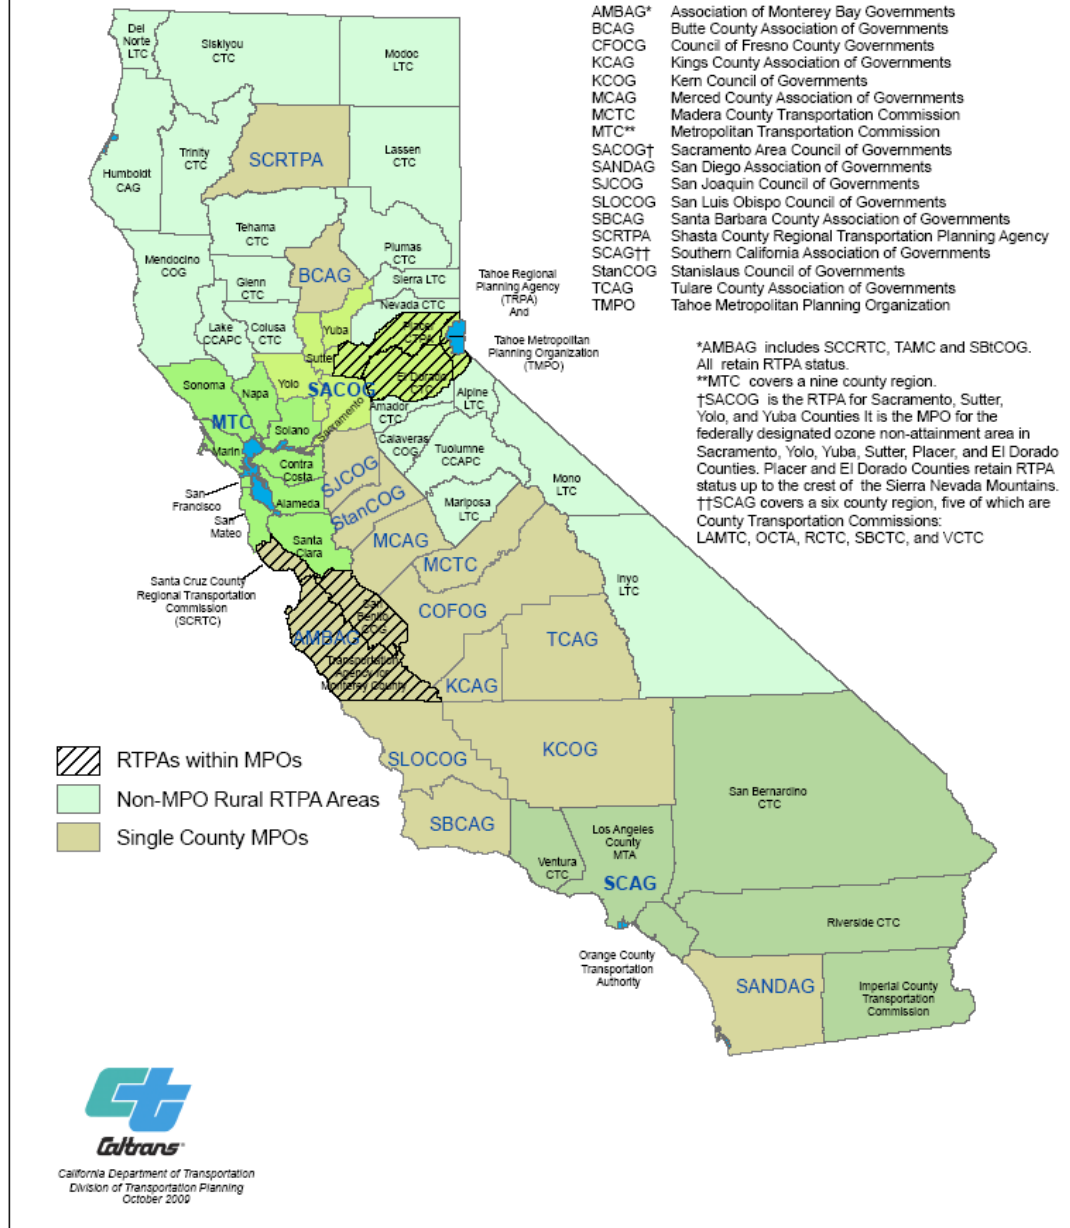 AMBAG* Association of Monterey Bay Governments
BCAG Butte County Association of Governments
CFOCG Council of Fresno County Governments
KCAG Kings County Association of Governments
KCOG Kern Council of Governments
MCAG Merced County Association of Governments
MCTC Madera County Transportation Commission
MTC** Metropolitan Transportation Commission
SACOG† Sacramento Area Council of Governments
SANDAG San Diego Association of Governments
SJCOG San Joaquin Council of Governments
SLOCOG San Luis Obispo Council of Governments
SBCAG Santa Barbara County Association of Governments
SCRTPA Shasta County Regional Transportation Planning Agency
SCAG†† Southern California Association of Governments
StanCOG Stanislaus Council of Governments
TCAG Tulare County Association of Governments
TMPO Tahoe Metropolitan Planning Organization
*AMBAG includes SCCRTC, TAMC and SBtCOG.
All retain RTPA status.
**MTC covers a nine county region.
†SACOG is the RTPA for Sacramento, Sutter,
Yolo, and Yuba Counties It is the MPO for the
federally designated ozone non-attainment area in
Sacramento, Yolo, Yuba, Sutter, Placer, and El Dorado
Counties. Placer and El Dorado Counties retain RTPA
status up to the crest of the Sierra Nevada Mountains.
††SCAG covers a six county region, five of which are
County Transportation Commissions:
LAMTC, OCTA, RCTC, SBCTC, and VCTC
Del
Norte
LTC
Siskiyou
CTC
Modoc
LTC
Humboldt
CAG
Trinity
CTC
SCRTPA
Lassen
CTC
Tehama
CTC
Plumas
CTC
Mendocino
COG
Glenn
CTC
BCAG
Sierra LTC
Nevada CTC
Tahoe Regional
Planning Agency
(TRPA)
And
Tahoe Metropolitan
Planning Organization
(TMPO)
Lake
CCAPC
Colusa
CTC
Yuba
Sutter
Placer
CTPA
El Dorado
CTC
Sonoma
Napa
Yolo
SACOG
Sacramento
Amador
CTC
Alpine
LTC
MTC
Solano
Marin
Contra
Costa
Calaveras
COG
Tuolumne
CCAPC
Mono
LTC
San
Francisco
Alameda
San
Mateo
Santa
Clara
SJCOG
StanCOG
Mariposa
LTC
MCAG
MCTC
Inyo
LTC
Santa Cruz County
Regional Transportation
Commission
(SCRTC)
San
Benito
COG
AMBAG
Transportation
Agency for
Monterey County
COFOG
TCAG
KCAG
SLOCOG
KCOG
SBCAG
San Bernardino
CTC
Ventura
CTC
Los Angeles
County
MTA
SCAG
Orange County
Transportation
Authority
Riverside CTC
SANDAG
Imperial County
Transportation
Commission
RTPAs within MPOs
Non-MPO Rural RTPA Areas
Single County MPOs
ct
Caltrans
California Department of Transportation
Division of Transportation Planning
October 2009